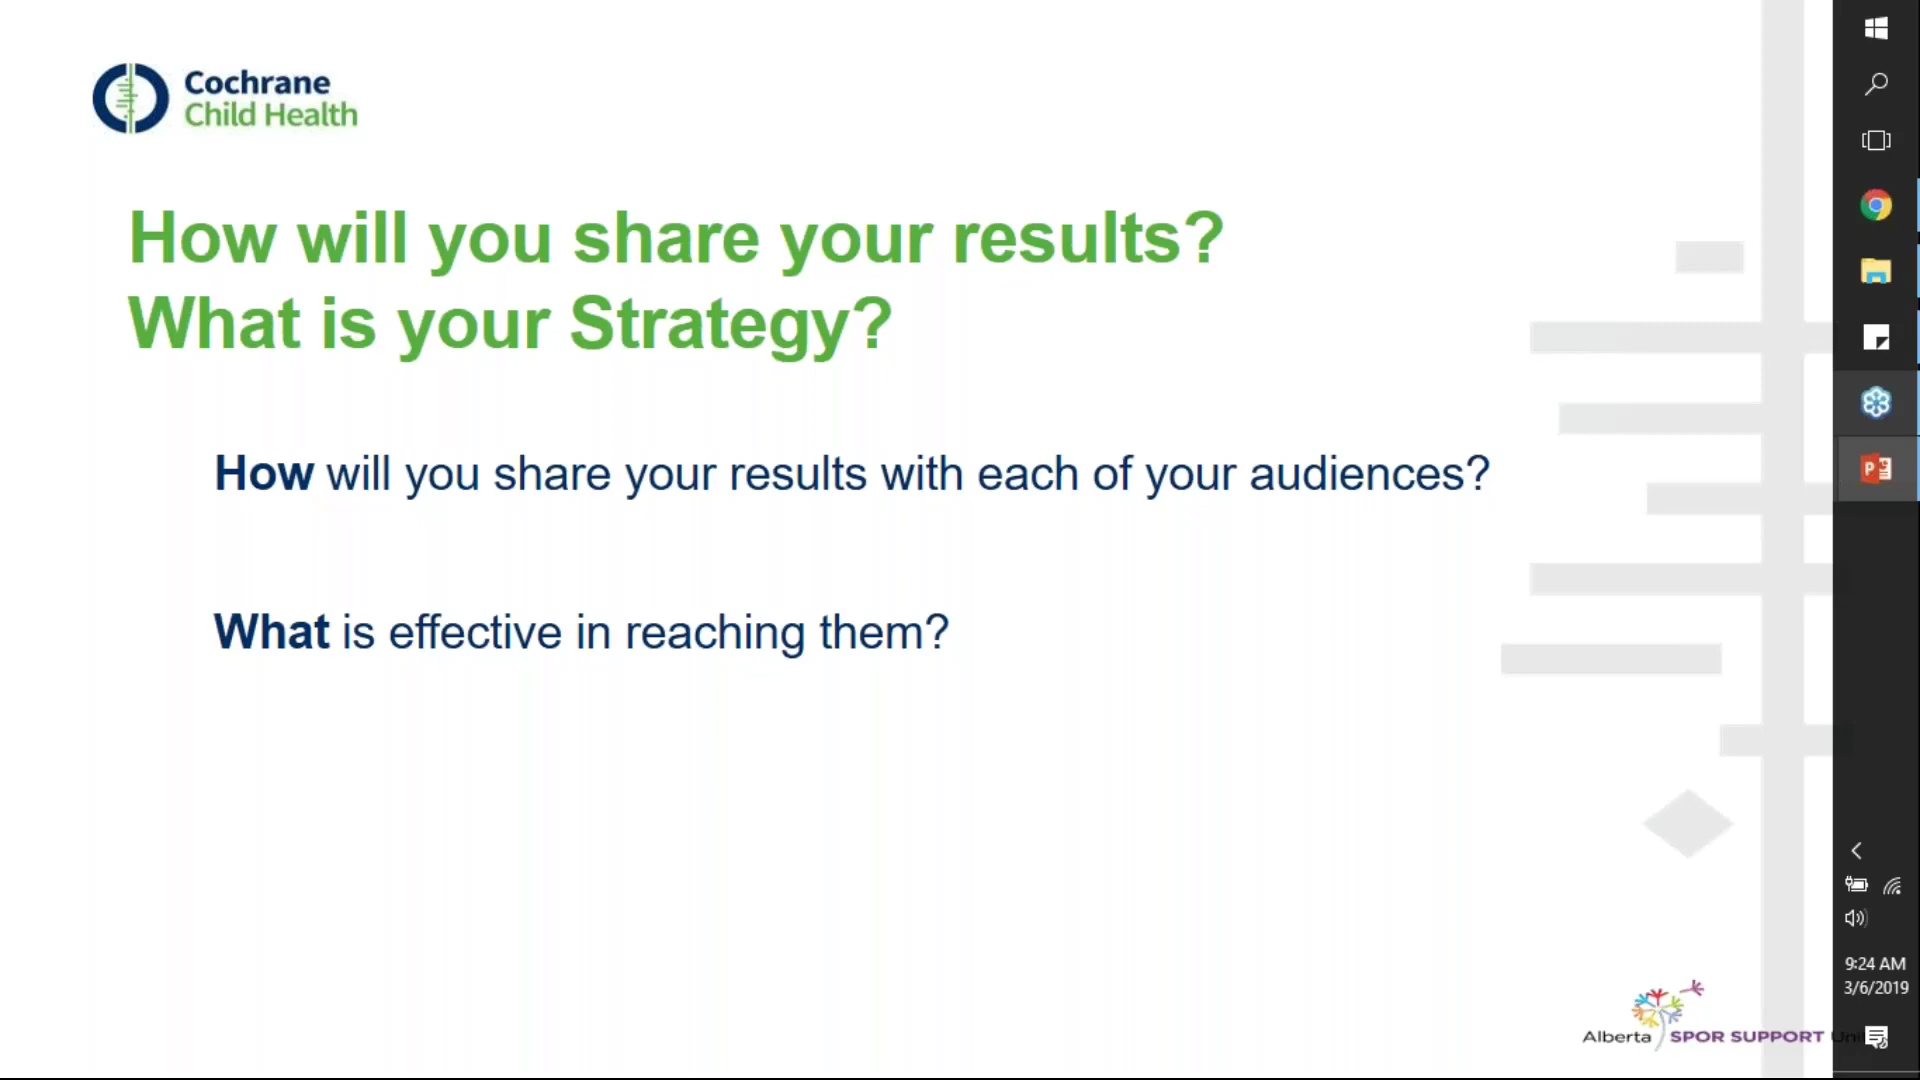 Cochrane
Child Health
How will you share your results?
What is your Strategy?
How will you share your results with each of your audiences?
What is effective in reaching them?
9:24 AM
3/6/2019
Alberta SPOR SUPPORT Uni